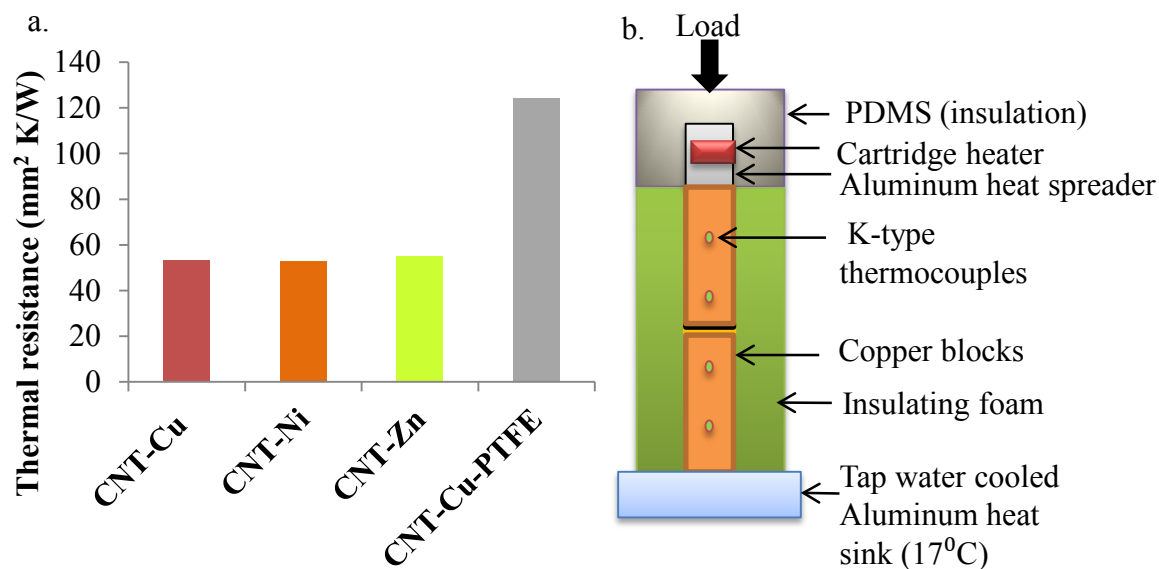 a.
Thermal resistance (mm² K/W)
140
120
100
80
60
40
20
0
CNT-Cu
CNT-Ni
CNT-Zn
CNT-Cu-PTFE
b.
Load
PDMS (insulation)
Cartridge heater
Aluminum heat spreader
K-type
thermocouples
Copper blocks
Insulating foam
Tap water cooled
Aluminum heat
sink (17⁰C)